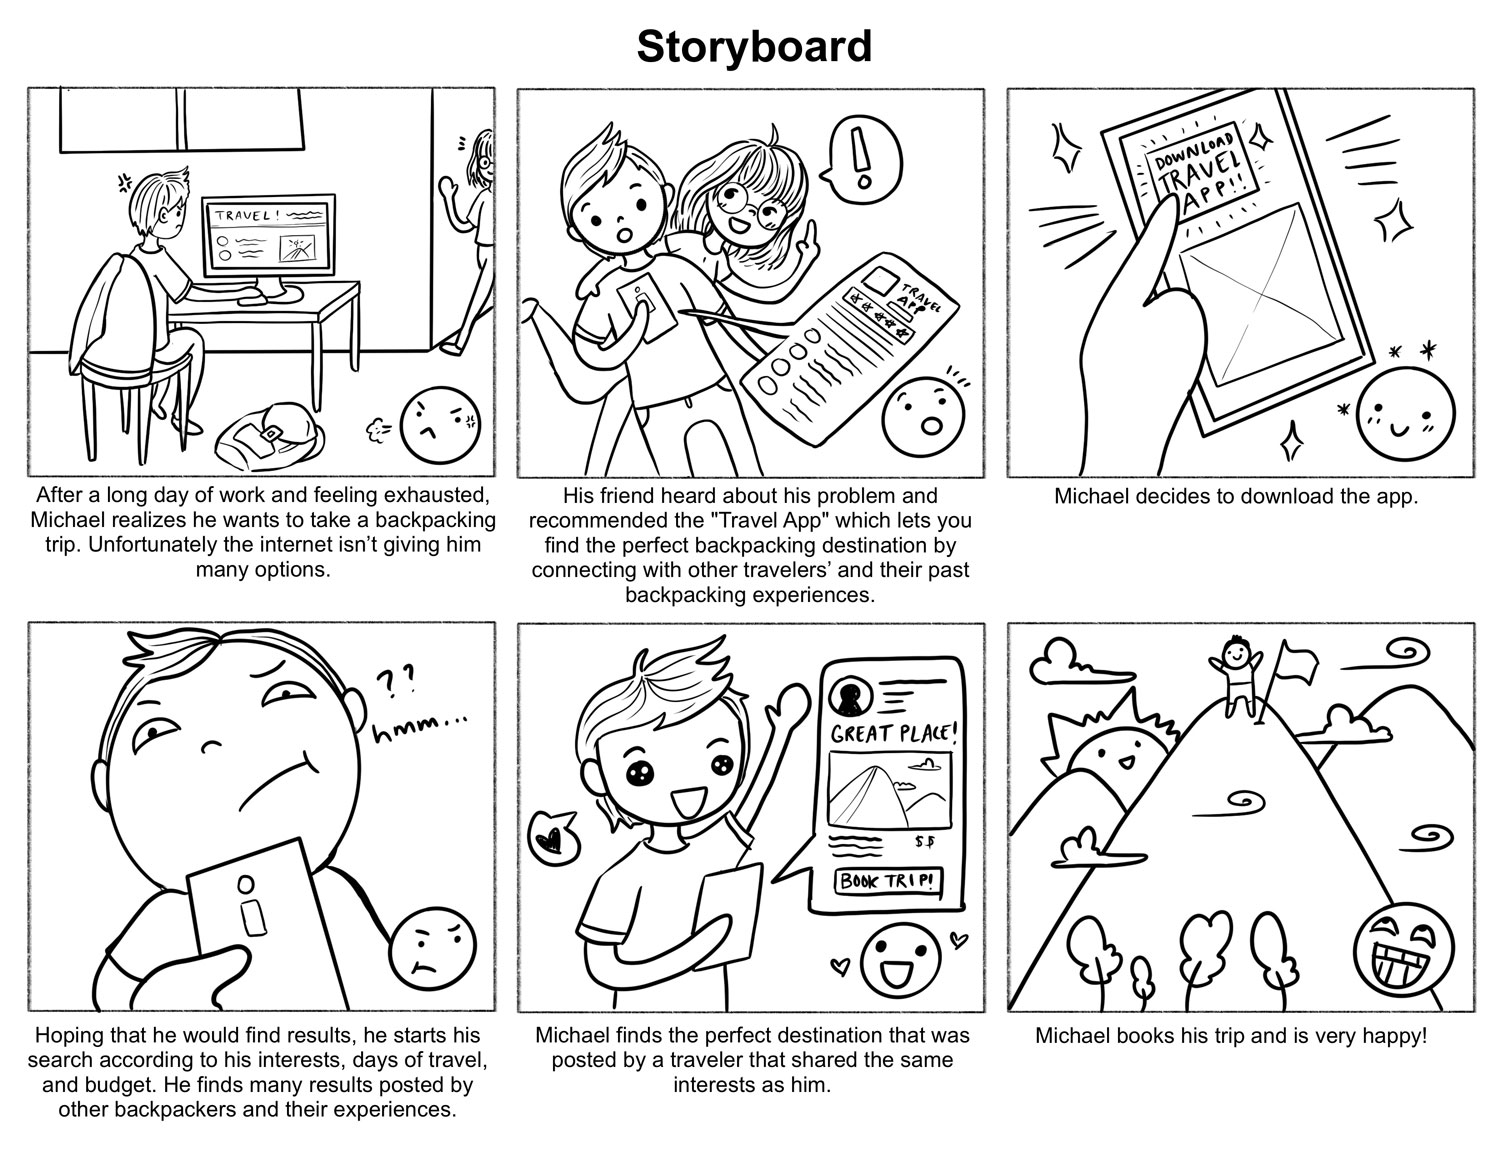 Storyboard
TRAVEL!
After a long day of work and feeling exhausted,
Michael realizes he wants to take a backpacking
trip. Unfortunately the internet isn’t giving him
many options.
!
TRAVEL
APP
His friend heard about his problem and
recommended the "Travel App" which lets you
find the perfect backpacking destination by
connecting with other travelers’ and their past
backpacking experiences.
DOWNLOAD
TRAVEL
APP!!
Michael decides to download the app.
??
hmm...
Hoping that he would find results, he starts his
search according to his interests, days of travel,
and budget. He finds many results posted by
other backpackers and their experiences.
GREAT PLACE!
$$
BOOK TRIP!
Michael finds the perfect destination that was
posted by a traveler that shared the same
interests as him.
Michael books his trip and is very happy!